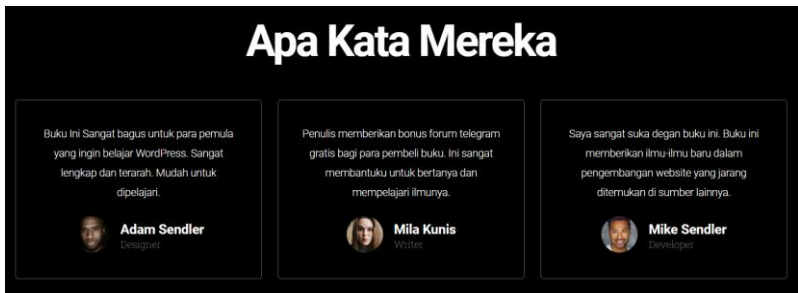 Apa Kata Mereka
Buku Ini Sangat bagus untuk para pemula
yang ingin belajar WordPress. Sangat
lengkap dan terarah. Mudah untuk
dipelajari.
Adam Sendler
Designer
Penulis memberikan bonus forum telegram
gratis bagi para pembeli buku. Ini sangat
membantuku untuk bertanya dan
mempelajari ilmunya.
Mila Kunis
Writer
Saya sangat suka degan buku ini. Buku ini
memberikan ilmu-ilmu baru dalam
pengembangan website yang jarang
ditemukan di sumber lainnya.
Mike Sendler
Developer